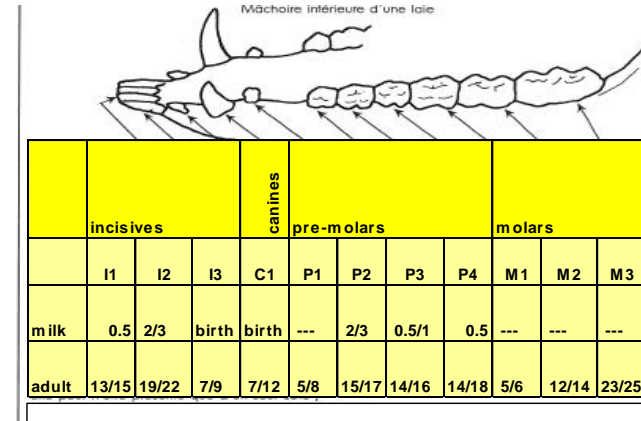 Mâchoire intérieure d'une laie
incisives canines pre-molars molars
I1 I2 I3 C1 P1 P2 P3 P4 M1 M2 M3
milk 0.5 2/3 birth birth --- 2/3 0.5/1 0.5 --- --- ---
adult 13/15 19/22 7/9 7/12 5/8 15/17 14/16 14/18 5/6 12/14 23/25